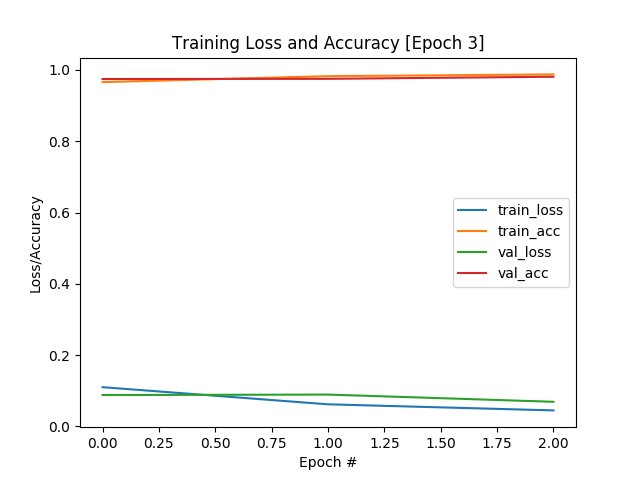 Training Loss and Accuracy [Epoch 3]
Loss/Accuracy
1.0
0.8
0.6
0.4
0.2
0.0
train_loss
train_acc
val_loss
val_acc
0.00 0.25 0.50 0.75 1.00 1.25 1.50 1.75 2.00
Epoch #